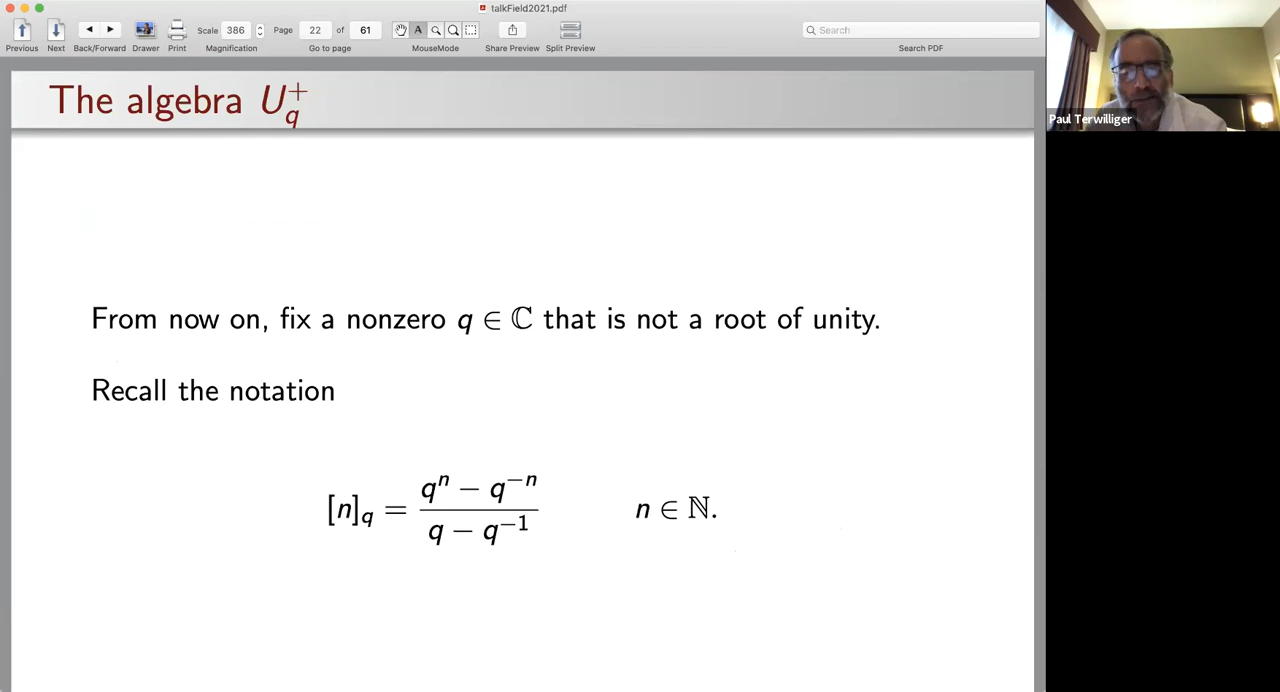 talkField2021.pdf
Scale 386 Page 22 of 61 Search
Previous Next Back/Forward Drawer Print Magnification Go to page MouseMode Share Preview Split Preview Search PDF
The algebra U_q^+
Paul Terwilliger
From now on, fix a nonzero q ∈ ℂ that is not a root of unity.
Recall the notation
[n]_q = \frac{q^n − q^{−n}}{q − q^{−1}} n ∈ ℕ.